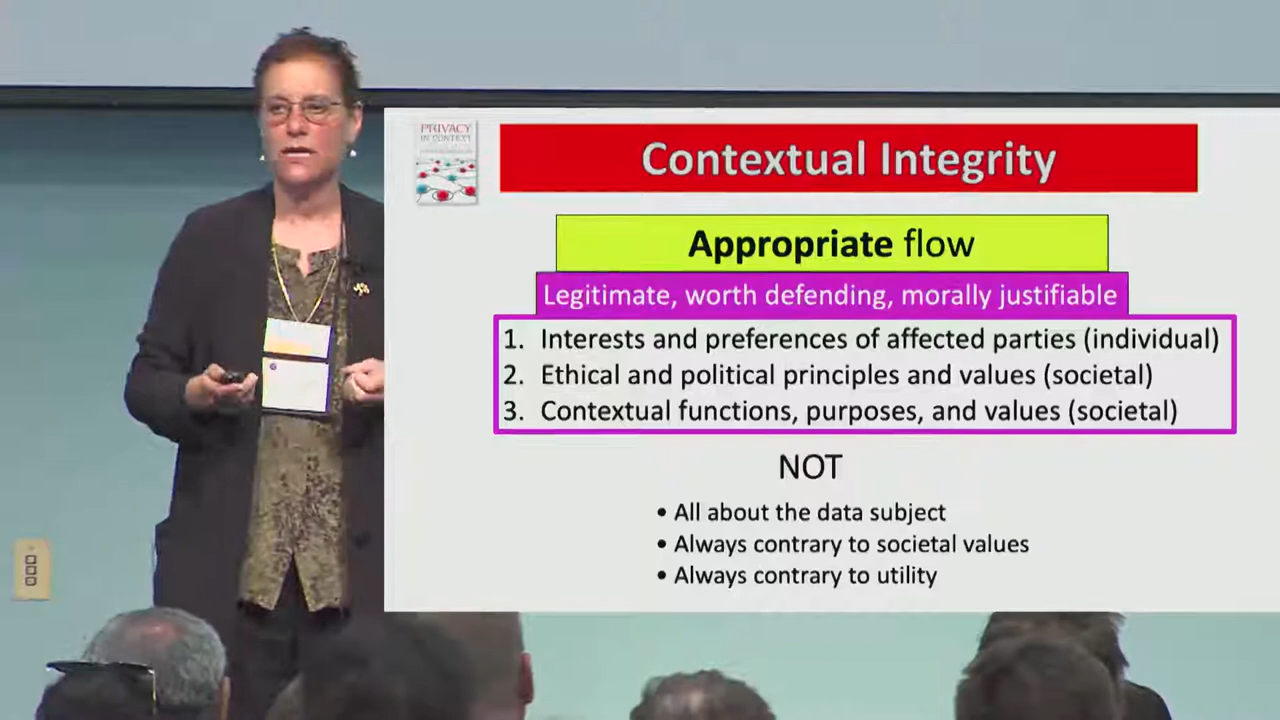 PRIVACY
IN CONTEXT
Contextual Integrity
Appropriate flow
Legitimate, worth defending, morally justifiable
1. Interests and preferences of affected parties (individual)
2. Ethical and political principles and values (societal)
3. Contextual functions, purposes, and values (societal)
NOT
• All about the data subject
• Always contrary to societal values
• Always contrary to utility